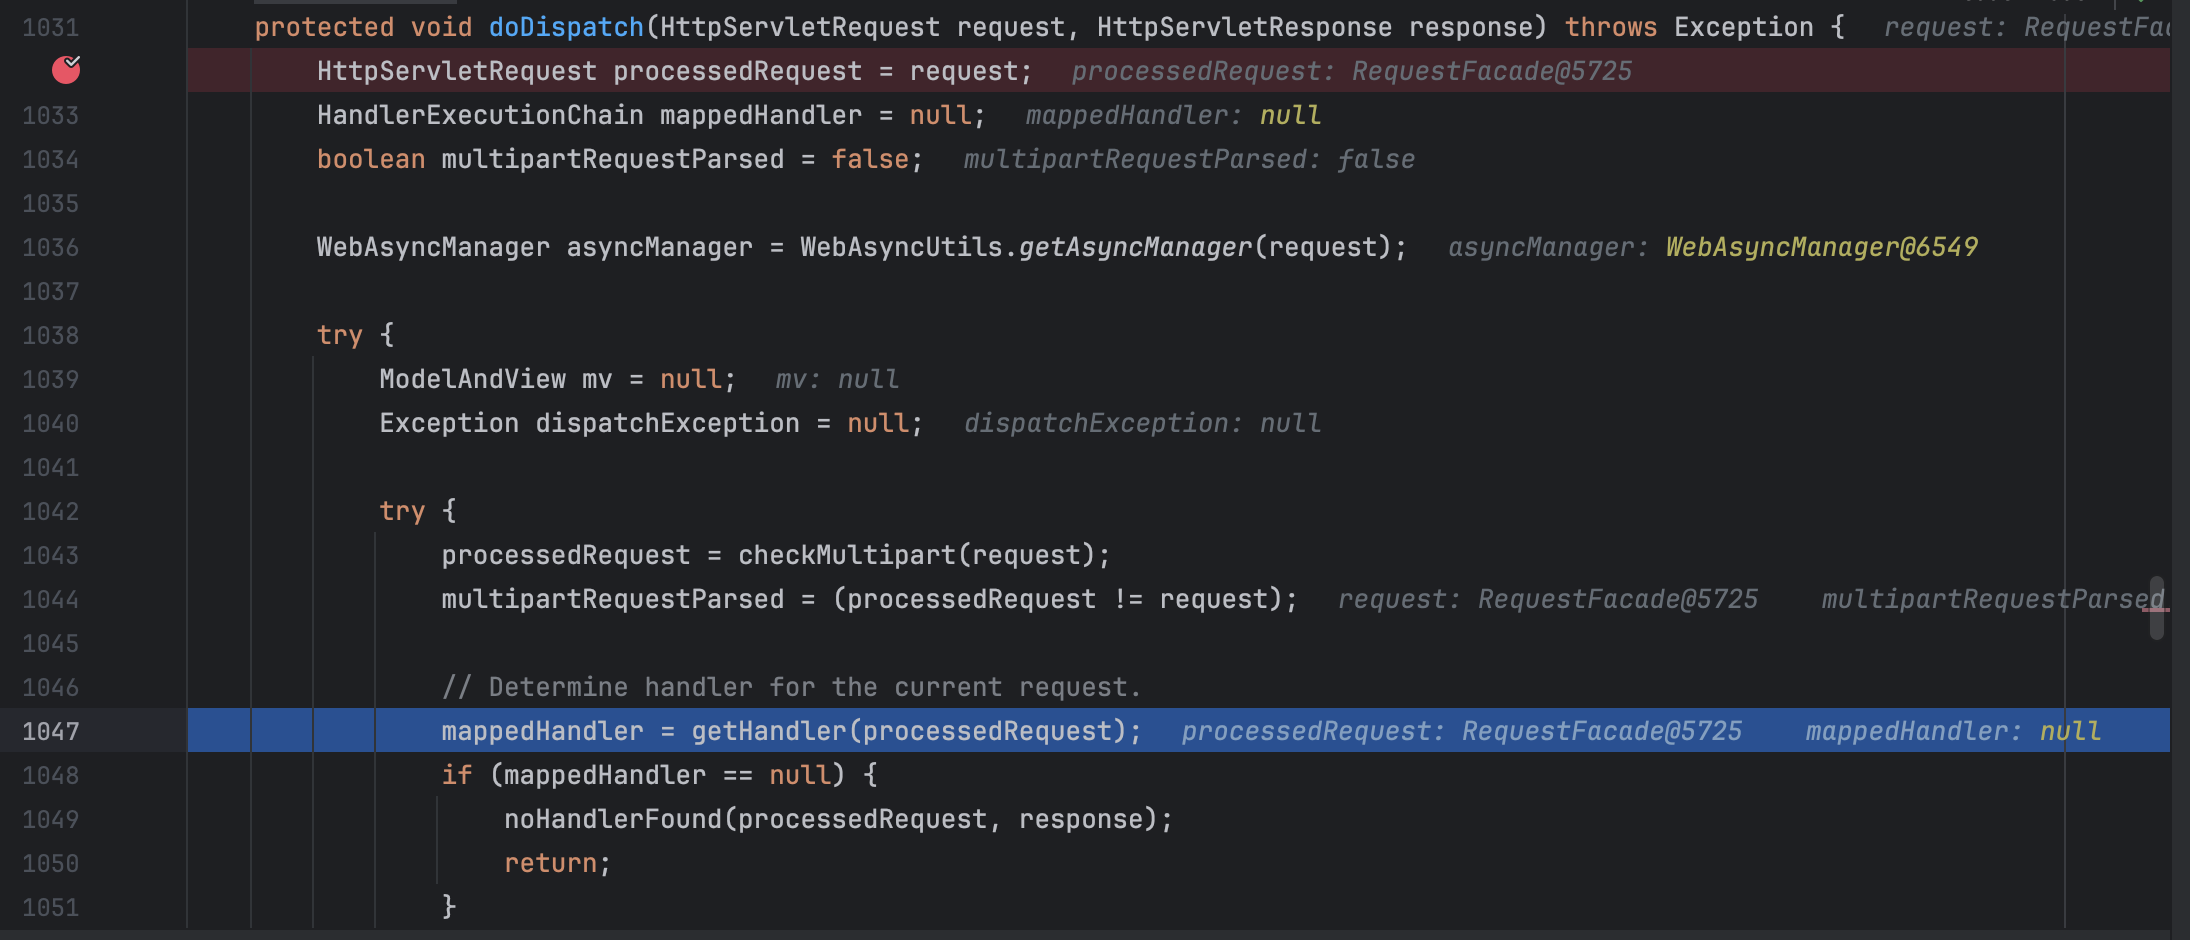 1031 protected void doDispatch(HttpServletRequest request, HttpServletResponse response) throws Exception { request: RequestFac
HttpServletRequest processedRequest = request; processedRequest: RequestFacade@5725
1033 HandlerExecutionChain mappedHandler = null; mappedHandler: null
1034 boolean multipartRequestParsed = false; multipartRequestParsed: false
1035
1036 WebAsyncManager asyncManager = WebAsyncUtils.getAsyncManager(request); asyncManager: WebAsyncManager@6549
1037
1038 try {
1039 ModelAndView mv = null; mv: null
1040 Exception dispatchException = null; dispatchException: null
1041
1042 try {
1043 processedRequest = checkMultipart(request);
1044 multipartRequestParsed = (processedRequest != request); request: RequestFacade@5725 multipartRequestParsed
1045
1046 // Determine handler for the current request.
1047 mappedHandler = getHandler(processedRequest); processedRequest: RequestFacade@5725 mappedHandler: null
1048 if (mappedHandler == null) {
1049 noHandlerFound(processedRequest, response);
1050 return;
1051 }